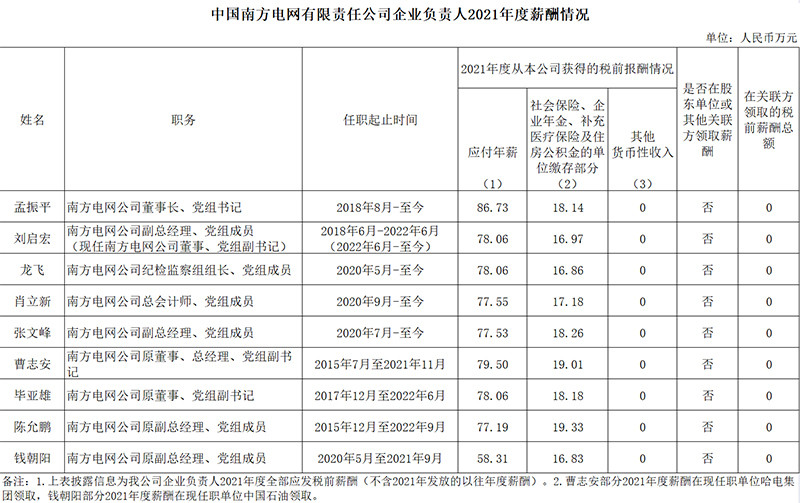 中国南方电网有限责任公司企业负责人2021年度薪酬情况
单位：人民币万元
姓名 职务 任职起止时间 2021年度从本公司获得的税前报酬情况 是否在股东单位或其他关联方领取薪酬 在关联方领取的税前薪酬总额
应付年薪（1） 社会保险、企业年金、补充医疗保险及住房公积金的单位缴存部分（2） 其他货币性收入（3）
孟振平 南方电网公司董事长、党组书记 2018年8月-至今 86.73 18.14 0 否 0
刘启宏 南方电网公司副总经理、党组成员（现任南方电网公司董事、党组副书记） 2018年6月-2022年6月（2022年6月-至今） 78.06 16.97 0 否 0
龙飞 南方电网公司纪检监察组组长、党组成员 2020年5月-至今 78.06 16.86 0 否 0
肖立新 南方电网公司总会计师、党组成员 2020年9月-至今 77.55 17.18 0 否 0
张文峰 南方电网公司副总经理、党组成员 2020年7月-至今 77.53 18.26 0 否 0
曹志安 南方电网公司原董事、总经理、党组副书记 2015年7月至2021年11月 79.50 19.01 0 否 0
毕亚雄 南方电网公司原董事、党组副书记 2017年12月至2022年6月 78.06 18.18 0 否 0
陈允鹏 南方电网公司原副总经理、党组成员 2015年12月至2022年9月 77.19 19.33 0 否 0
钱朝阳 南方电网公司原副总经理、党组成员 2020年5月至2021年9月 58.31 16.83 0 否 0
备注：1.上表披露信息为我公司企业负责人2021年度全部应发税前薪酬（不含2021年发放的以往年度薪酬）。2.曹志安部分2021年度薪酬在现任职单位哈电集
团领取，钱朝阳部分2021年度薪酬在现任职单位中国石油领取。